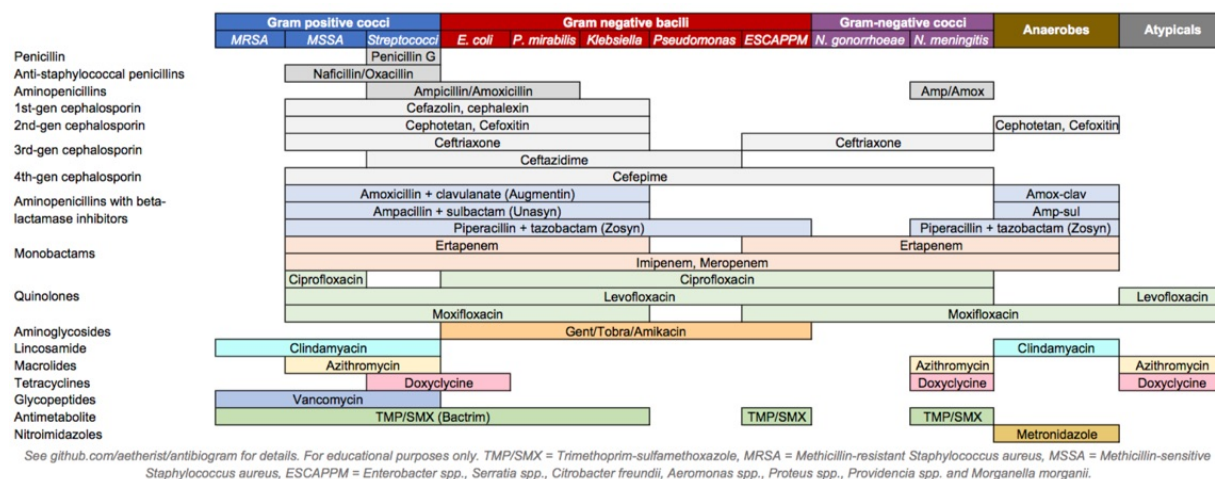 Gram positive cocci Gram negative bacili Gram-negative cocci Anaerobes Atypicals
MRSA MSSA Streptococci E. coli P. mirabilis Klebsiella Pseudomonas ESCAPPM N. gonorrhoeae N. meningitis
Penicillin Penicillin G
Anti-staphylococcal penicillins Naficillin/Oxacillin
Aminopenicillins Ampicillin/Amoxicillin Amp/Amox
1st-gen cephalosporin Cefazolin, cephalexin
2nd-gen cephalosporin Cephotetan, Cefoxitin Cephotetan, Cefoxitin
3rd-gen cephalosporin Ceftriaxone Ceftriaxone
Ceftazidime
4th-gen cephalosporin Cefepime
Aminopenicillins with beta-lactamase inhibitors Amoxicillin + clavulanate (Augmentin) Amox-clav
Ampacillin + sulbactam (Unasyn) Amp-sul
Piperacillin + tazobactam (Zosyn) Piperacillin + tazobactam (Zosyn)
Monobactams Ertapenem Ertapenem
Imipenem, Meropenem
Ciprofloxacin Ciprofloxacin
Quinolones Levofloxacin Levofloxacin
Moxifloxacin Moxifloxacin
Aminoglycosides Gent/Tobra/Amikacin
Lincosamide Clindamyacin Clindamyacin
Macrolides Azithromycin Azithromycin Azithromycin
Tetracyclines Doxyclycine Doxyclycine Doxyclycine
Glycopeptides Vancomycin
Antimetabolite TMP/SMX (Bactrim) TMP/SMX TMP/SMX
Nitroimidazoles Metronidazole
See github.com/aetherist/antibiogram for details. For educational purposes only. TMP/SMX = Trimethoprim-sulfamethoxazole, MRSA = Methicillin-resistant Staphylococcus aureus, MSSA = Methicillin-sensitive
Staphylococcus aureus, ESCAPPM = Enterobacter spp., Serratia spp., Citrobacter freundii, Aeromonas spp., Proteus spp., Providencia spp. and Morganella morganii.